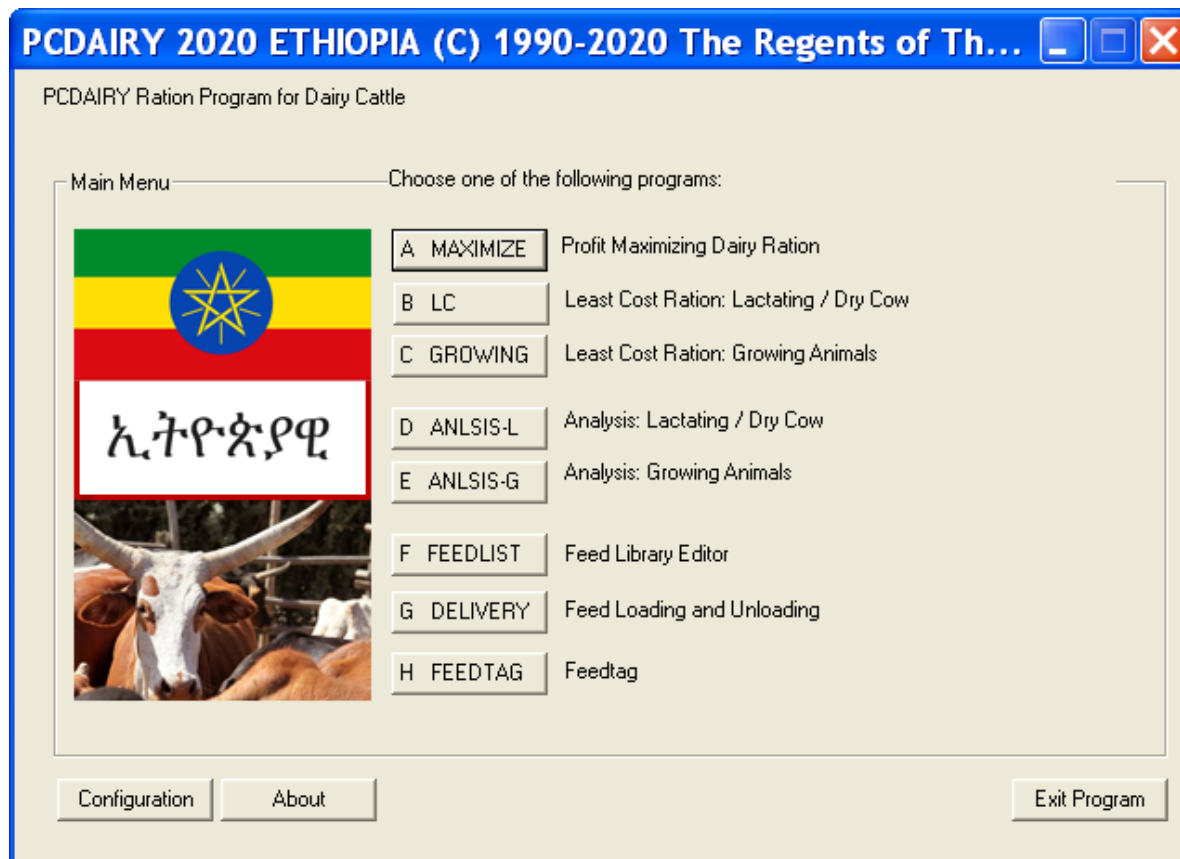 PCDAIRY 2020 ETHIOPIA (C) 1990-2020 The Regents of Th...
PCDAIRY Ration Program for Dairy Cattle
Main Menu
Choose one of the following programs:
A MAXIMIZE Profit Maximizing Dairy Ration
B LC Least Cost Ration: Lactating / Dry Cow
C GROWING Least Cost Ration: Growing Animals
ኢትዮጵያዊ
D ANLSIS-L Analysis: Lactating / Dry Cow
E ANLSIS-G Analysis: Growing Animals
F FEEDLIST Feed Library Editor
G DELIVERY Feed Loading and Unloading
H FEEDTAG Feedtag
Configuration About Exit Program